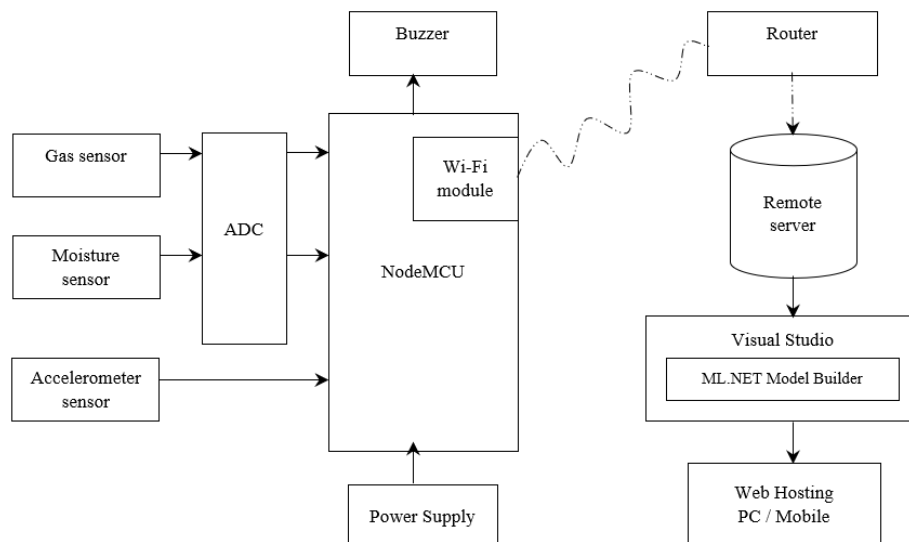 Buzzer
Router
Gas sensor
ADC
Wi-Fi
module
Remote
server
Moisture
sensor
NodeMCU
Visual Studio
ML.NET Model Builder
Accelerometer
sensor
Power Supply
Web Hosting
PC / Mobile